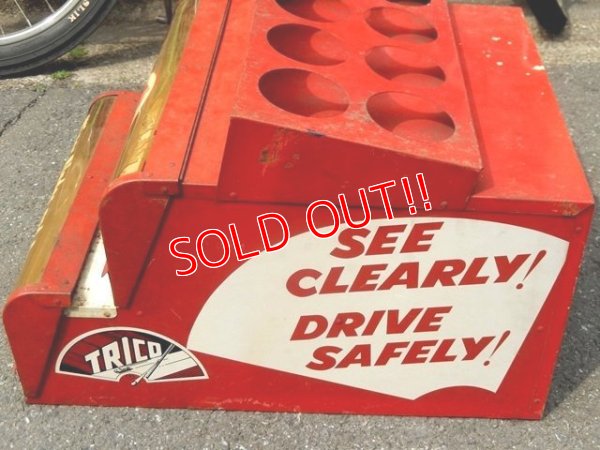 SOLD OUT!!
SEE
CLEARLY!
DRIVE
SAFELY!
TRICO